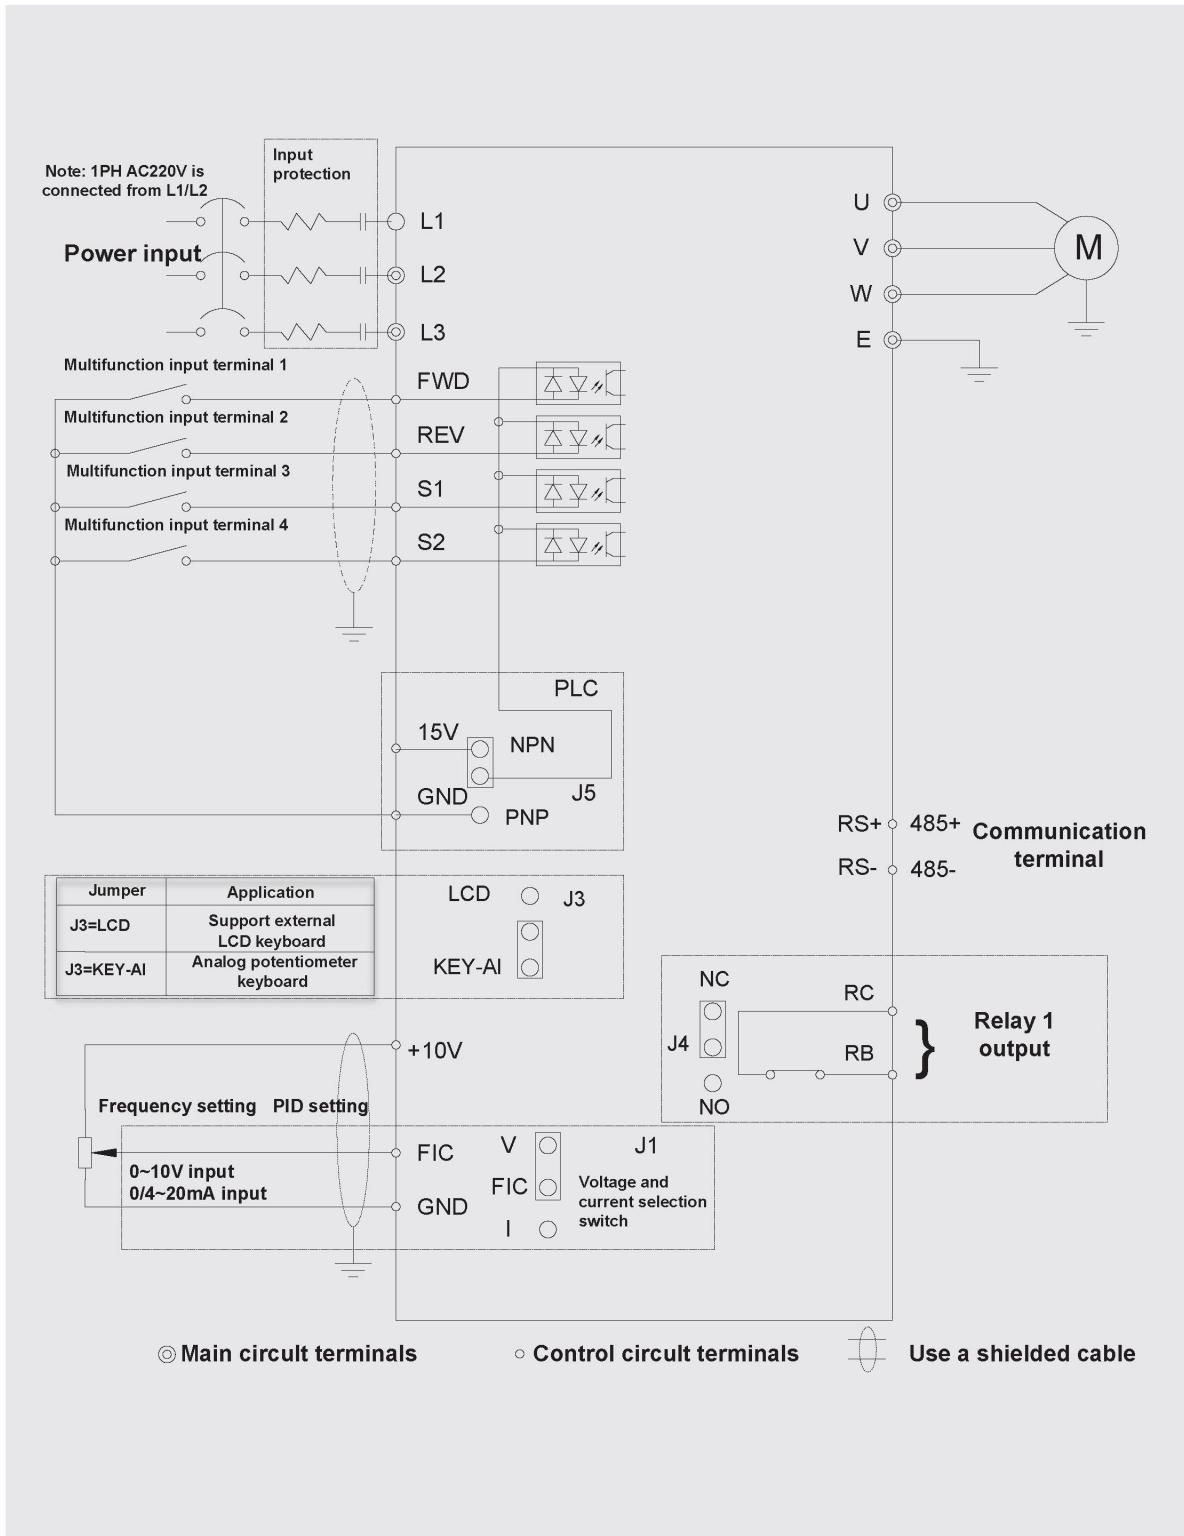 Note: 1PH AC220V is
connected from L1/L2
Input
protection
Power input
L1
L2
L3
U
V
W
E
M
Multifunction input terminal 1
FWD
Multifunction input terminal 2
REV
Multifunction input terminal 3
S1
Multifunction input terminal 4
S2
PLC
15V
NPN
GND
J5
PNP
RS+ 485+
RS- 485-
Communication
terminal
Jumper Application
J3=LCD Support external
LCD keyboard
J3=KEY-AI Analog potentiometer
keyboard
LCD
J3
KEY-AI
NC
RC
J4
RB
NO
} Relay 1
output
+10V
Frequency setting PID setting
FIC
0~10V input
0/4~20mA input
GND
V
J1
FIC
Voltage and
current selection
switch
I
Main circult terminals
Control circult terminals
Use a shielded cable